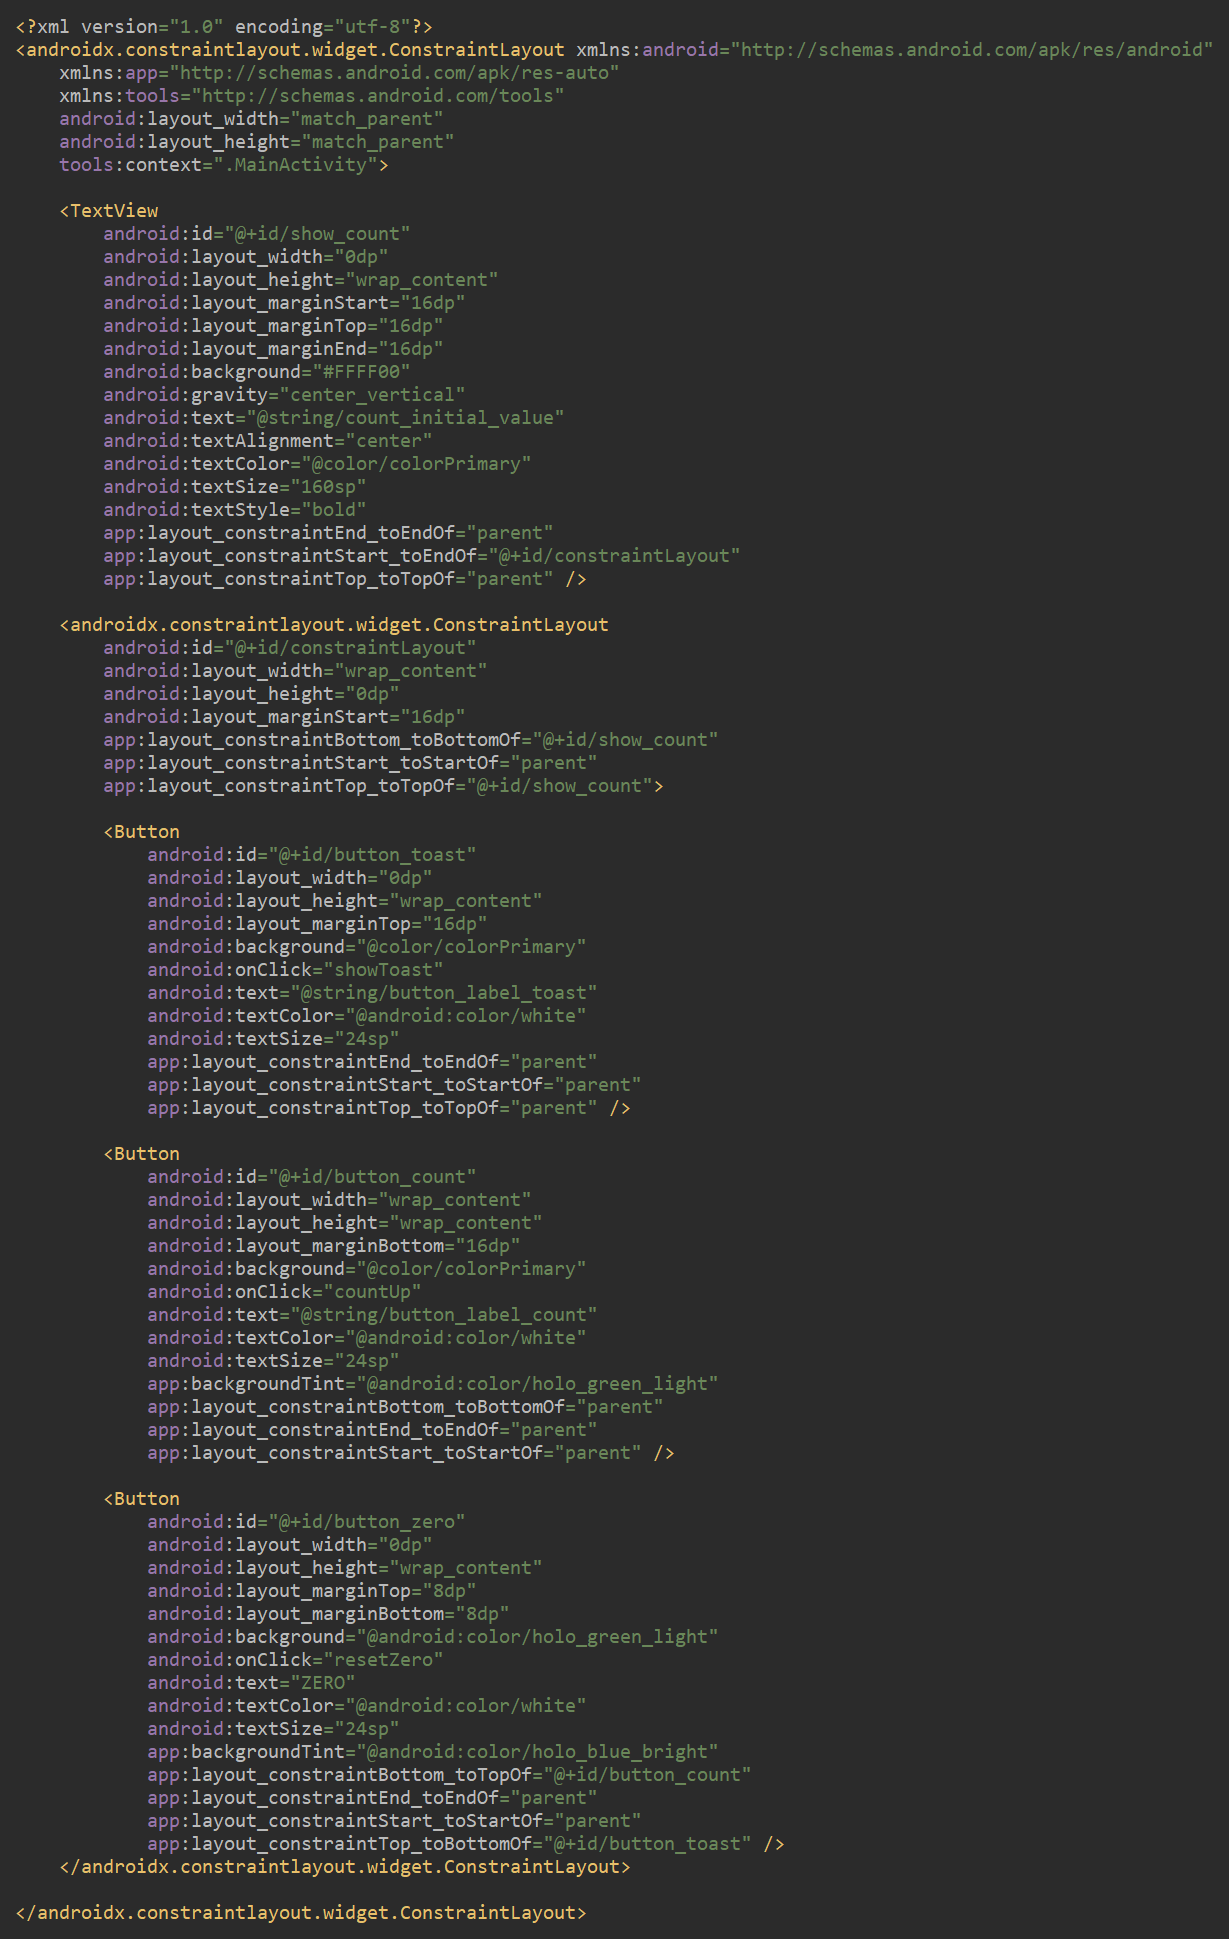 <?xml version="1.0" encoding="utf-8"?>
<androidx.constraintlayout.widget.ConstraintLayout xmlns:android="http://schemas.android.com/apk/res/android"
    xmlns:app="http://schemas.android.com/apk/res-auto"
    xmlns:tools="http://schemas.android.com/tools"
    android:layout_width="match_parent"
    android:layout_height="match_parent"
    tools:context=".MainActivity">

    <TextView
        android:id="@+id/show_count"
        android:layout_width="0dp"
        android:layout_height="wrap_content"
        android:layout_marginStart="16dp"
        android:layout_marginTop="16dp"
        android:layout_marginEnd="16dp"
        android:background="#FFFF00"
        android:gravity="center_vertical"
        android:text="@string/count_initial_value"
        android:textAlignment="center"
        android:textColor="@color/colorPrimary"
        android:textSize="160sp"
        android:textStyle="bold"
        app:layout_constraintEnd_toEndOf="parent"
        app:layout_constraintStart_toEndOf="@+id/constraintLayout"
        app:layout_constraintTop_toTopOf="parent" />

    <androidx.constraintlayout.widget.ConstraintLayout
        android:id="@+id/constraintLayout"
        android:layout_width="wrap_content"
        android:layout_height="0dp"
        android:layout_marginStart="16dp"
        app:layout_constraintBottom_toBottomOf="@+id/show_count"
        app:layout_constraintStart_toStartOf="parent"
        app:layout_constraintTop_toTopOf="@+id/show_count">

        <Button
            android:id="@+id/button_toast"
            android:layout_width="0dp"
            android:layout_height="wrap_content"
            android:layout_marginTop="16dp"
            android:background="@color/colorPrimary"
            android:onClick="showToast"
            android:text="@string/button_label_toast"
            android:textColor="@android:color/white"
            android:textSize="24sp"
            app:layout_constraintEnd_toEndOf="parent"
            app:layout_constraintStart_toStartOf="parent"
            app:layout_constraintTop_toTopOf="parent" />

        <Button
            android:id="@+id/button_count"
            android:layout_width="wrap_content"
            android:layout_height="wrap_content"
            android:layout_marginBottom="16dp"
            android:background="@color/colorPrimary"
            android:onClick="countUp"
            android:text="@string/button_label_count"
            android:textColor="@android:color/white"
            android:textSize="24sp"
            app:backgroundTint="@android:color/holo_green_light"
            app:layout_constraintBottom_toBottomOf="parent"
            app:layout_constraintEnd_toEndOf="parent"
            app:layout_constraintStart_toStartOf="parent" />

        <Button
            android:id="@+id/button_zero"
            android:layout_width="0dp"
            android:layout_height="wrap_content"
            android:layout_marginTop="8dp"
            android:layout_marginBottom="8dp"
            android:background="@android:color/holo_green_light"
            android:onClick="resetZero"
            android:text="ZERO"
            android:textColor="@android:color/white"
            android:textSize="24sp"
            app:backgroundTint="@android:color/holo_blue_bright"
            app:layout_constraintBottom_toTopOf="@+id/button_count"
            app:layout_constraintEnd_toEndOf="parent"
            app:layout_constraintStart_toStartOf="parent"
            app:layout_constraintTop_toBottomOf="@+id/button_toast" />
    </androidx.constraintlayout.widget.ConstraintLayout>

</androidx.constraintlayout.widget.ConstraintLayout>